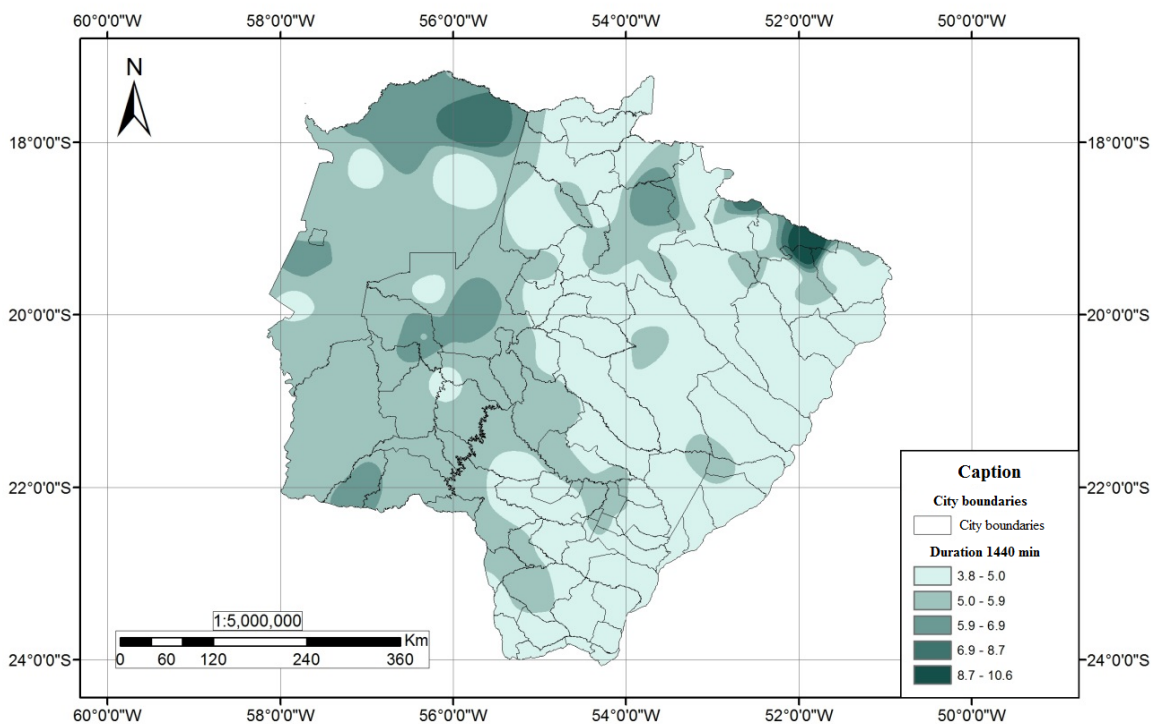 60°0'0"W 58°0'0"W 56°0'0"W 54°0'0"W 52°0'0"W 50°0'0"W
N
18°0'0"S 18°0'0"S
20°0'0"S 20°0'0"S
22°0'0"S 22°0'0"S
24°0'0"S 24°0'0"S
Caption
City boundaries
City boundaries
Duration 1440 min
3.8 - 5.0
5.0 - 5.9
5.9 - 6.9
6.9 - 8.7
8.7 - 10.6
1:5,000,000
Km
0 60 120 240 360
60°0'0"W 58°0'0"W 56°0'0"W 54°0'0"W 52°0'0"W 50°0'0"W